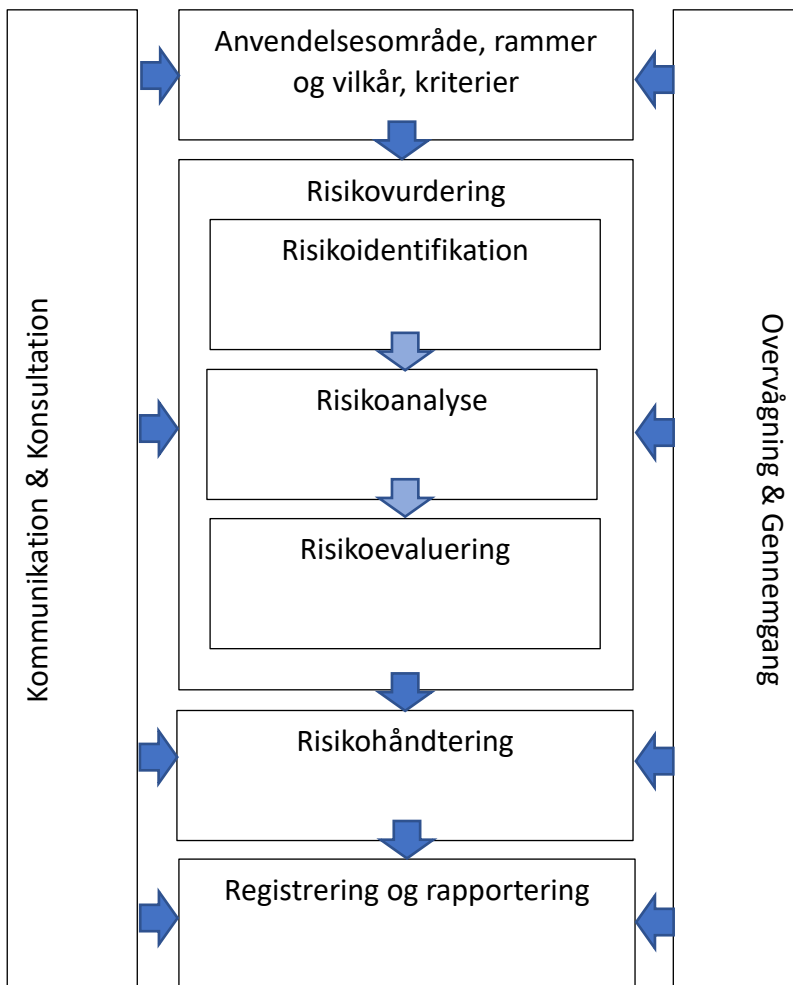 Anvendelsesområde, rammer
og vilkår, kriterier
Risikovurdering
Risikoidentifikation
Risikoanalyse
Risikoevaluering
Risikohåndtering
Registrering og rapportering
Kommunikation & Konsultation
Overvågning & Gennemgang